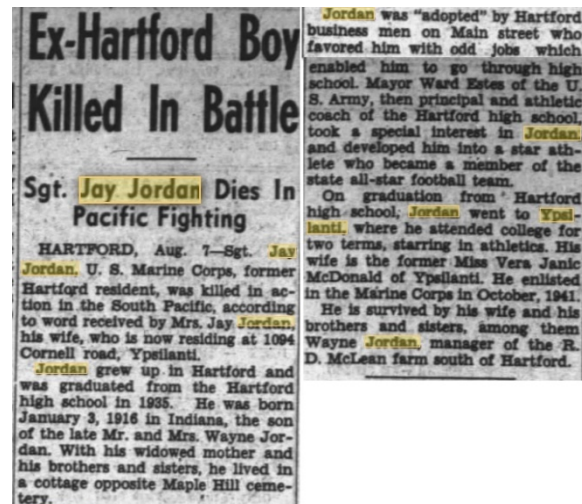 Ex-Hartford Boy
Killed In Battle
Sgt. Jay Jordan Dies In
Pacific Fighting
HARTFORD, Aug. 7—Sgt. Jay
Jordan, U. S. Marine Corps, former
Hartford resident, was killed in ac-
tion in the South Pacific, according
to word received by Mrs. Jay Jordan,
his wife, who is now residing at 1094
Cornell road, Ypsilanti.
Jordan grew up in Hartford and
was graduated from the Hartford
high school in 1935. He was born
January 3, 1916 in Indiana, the son
of the late Mr. and Mrs. Wayne Jor-
dan. With his widowed mother and
his brothers and sisters, he lived in
a cottage opposite Maple Hill ceme-
tery.
Jordan was "adopted" by Hartford
business men on Main street who
favored him with odd jobs which
enabled him to go through high
school. Mayor Ward Estes of the U.
S. Army, then principal and athletic
coach of the Hartford high school,
took a special interest in Jordan,
and developed him into a star ath-
lete who became a member of the
state all-star football team.
On graduation from Hartford
high school, Jordan went to Ypsi-
lanti, where he attended college for
two terms, starring in athletics. His
wife is the former Miss Vera Janic
McDonald of Ypsilanti. He enlisted
in the Marine Corps in October, 1941.
He is survived by his wife and his
brothers and sisters, among them
Wayne Jordan, manager of the R.
D. McLean farm south of Hartford.